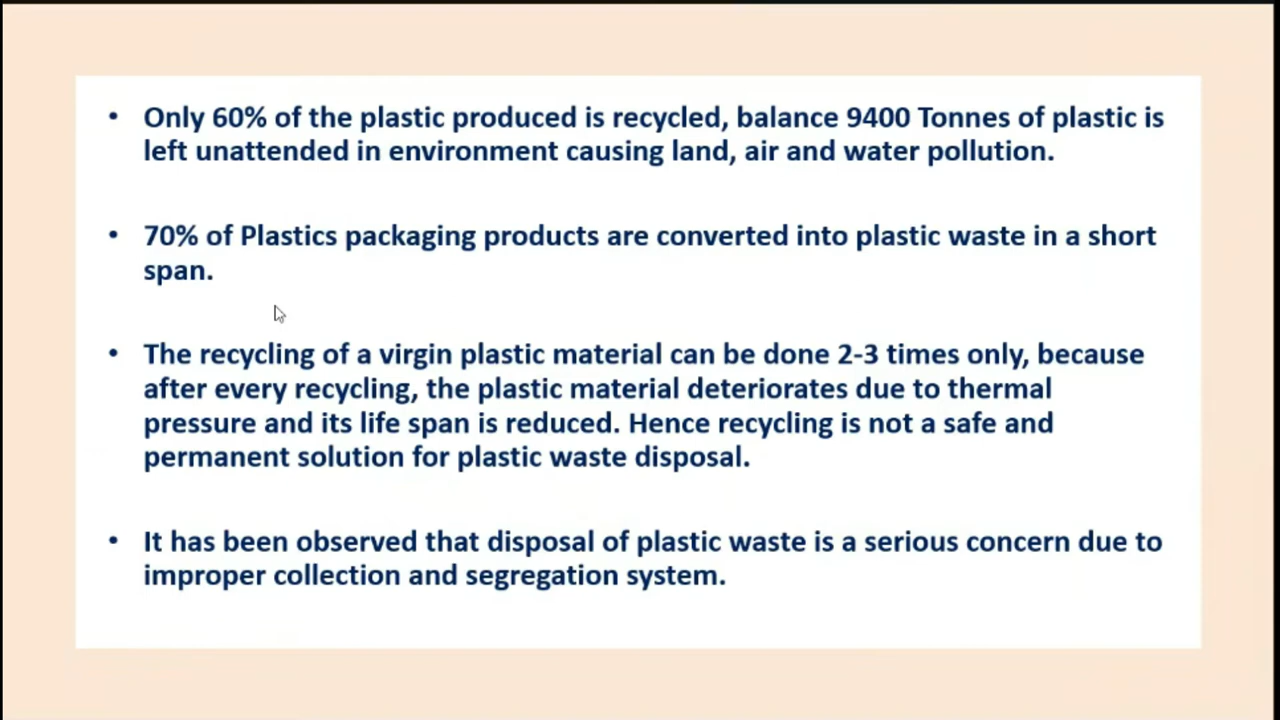 • Only 60% of the plastic produced is recycled, balance 9400 Tonnes of plastic is
left unattended in environment causing land, air and water pollution.
• 70% of Plastics packaging products are converted into plastic waste in a short
span.
• The recycling of a virgin plastic material can be done 2-3 times only, because
after every recycling, the plastic material deteriorates due to thermal
pressure and its life span is reduced. Hence recycling is not a safe and
permanent solution for plastic waste disposal.
• It has been observed that disposal of plastic waste is a serious concern due to
improper collection and segregation system.